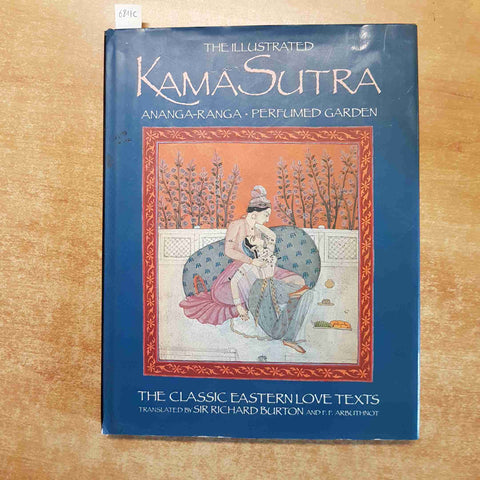 THE ILLUSTRATED
KAMA SUTRA
ANANGA-RANGA • PERFUMED GARDEN
THE CLASSIC EASTERN LOVE TEXTS
TRANSLATED BY SIR RICHARD BURTON AND F. F. ARBUTHNOT